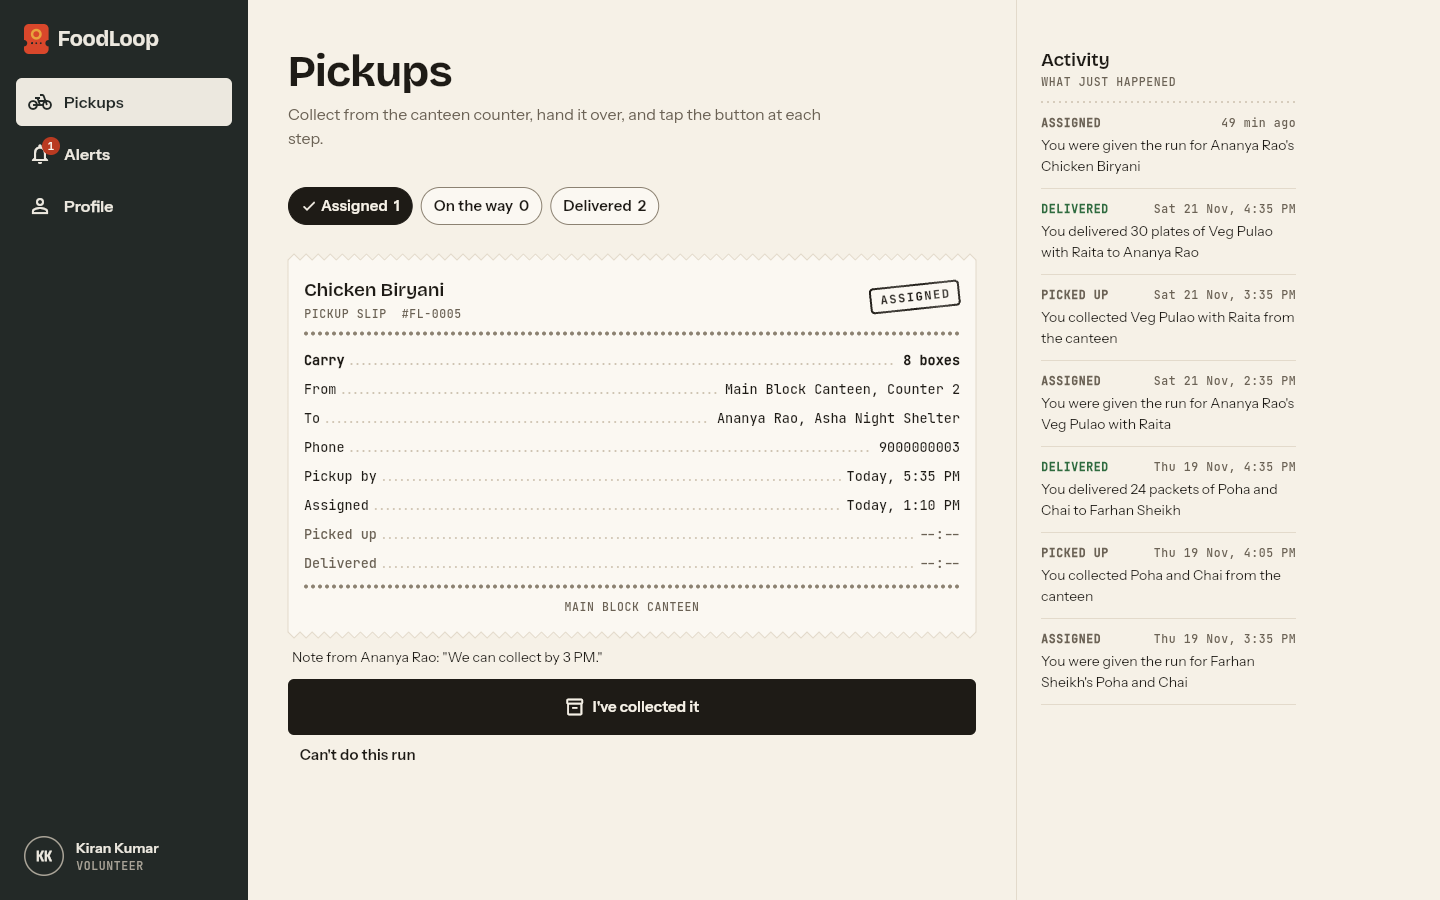 FoodLoop
Pickups
1
Alerts
Profile
KK
Kiran Kumar
VOLUNTEER
Pickups
Collect from the canteen counter, hand it over, and tap the button at each
step.
Assigned 1
On the way 0
Delivered 2
Chicken Biryani
ASSIGNED
PICKUP SLIP #FL-0005
Carry 8 boxes
From Main Block Canteen, Counter 2
To Ananya Rao, Asha Night Shelter
Phone 9000000003
Pickup by Today, 5:35 PM
Assigned Today, 1:10 PM
Picked up --:--
Delivered --:--
MAIN BLOCK CANTEEN
Note from Ananya Rao: "We can collect by 3 PM."
I've collected it
Can't do this run
Activity
WHAT JUST HAPPENED
ASSIGNED 49 min ago
You were given the run for Ananya Rao's
Chicken Biryani
DELIVERED Sat 21 Nov, 4:35 PM
You delivered 30 plates of Veg Pulao
with Raita to Ananya Rao
PICKED UP Sat 21 Nov, 3:35 PM
You collected Veg Pulao with Raita from
the canteen
ASSIGNED Sat 21 Nov, 2:35 PM
You were given the run for Ananya Rao's
Veg Pulao with Raita
DELIVERED Thu 19 Nov, 4:35 PM
You delivered 24 packets of Poha and
Chai to Farhan Sheikh
PICKED UP Thu 19 Nov, 4:05 PM
You collected Poha and Chai from the
canteen
ASSIGNED Thu 19 Nov, 3:35 PM
You were given the run for Farhan
Sheikh's Poha and Chai